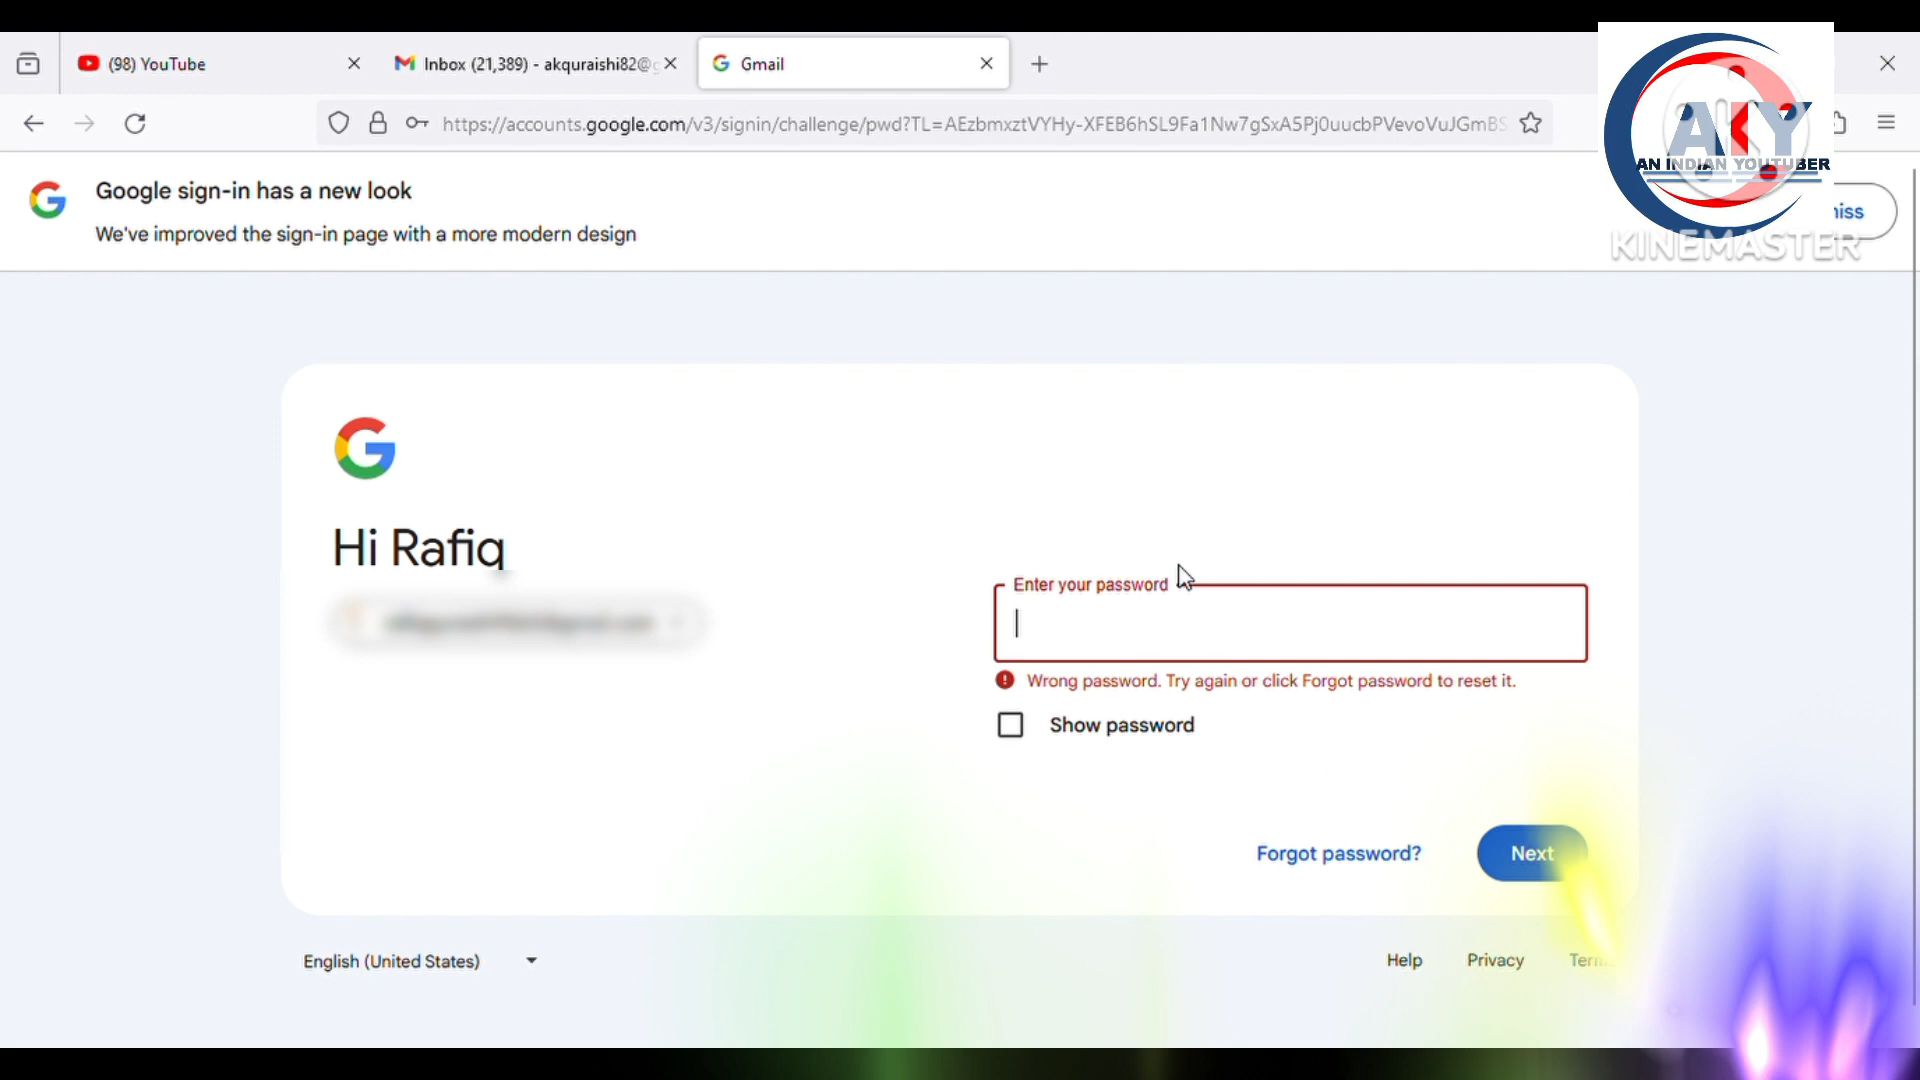 (98) YouTube
Inbox (21,389) - akquraishi82@g
Gmail
https://accounts.google.com/v3/signin/challenge/pwd?TL=AEzbmxztVYHy-XFEB6hSL9Fa1Nw7gSxA5Pj0uucbPVevoVuJGmBS
AKY
AN INDIAN YOUTUBER
KINEMASTER
Google sign-in has a new look
We've improved the sign-in page with a more modern design
Hi Rafiq
Enter your password
Wrong password. Try again or click Forgot password to reset it.
Show password
Forgot password?
Next
English (United States)
Help
Privacy